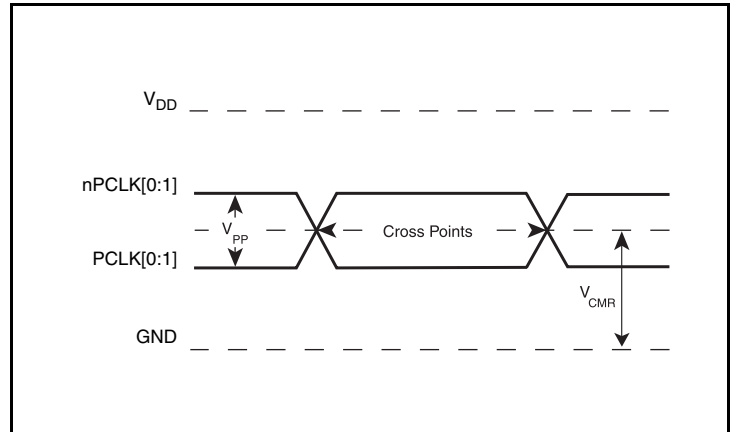 VDD
nPCLK[0:1]
VPP
Cross Points
PCLK[0:1]
VCMR
GND